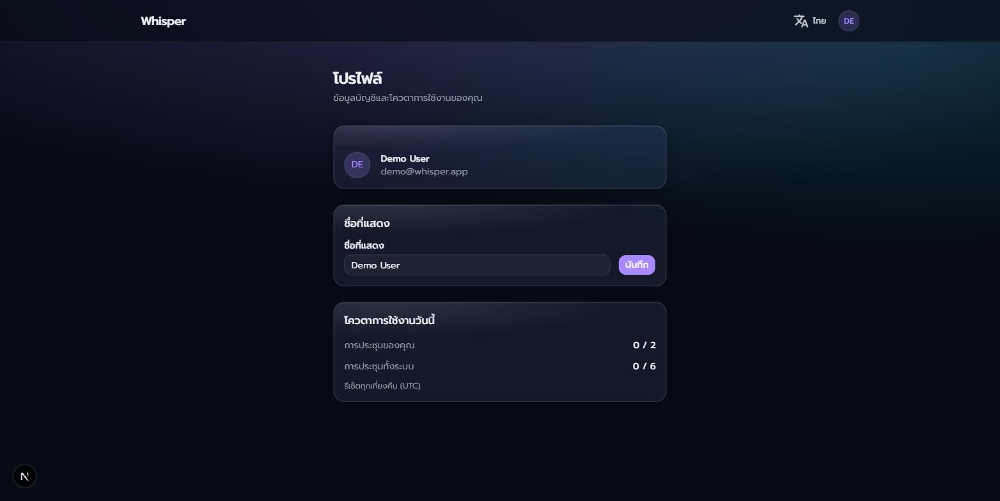 Whisper
ไทย
DE
โปรไฟล์
ข้อมูลบัญชีและโควตาการใช้งานของคุณ
DE
Demo User
demo@whisper.app
ชื่อที่แสดง
ชื่อที่แสดง
Demo User
บันทึก
โควตาการใช้งานวันนี้
การประชุมของคุณ 0 / 2
การประชุมทั้งระบบ 0 / 6
รีเซ็ตทุกเที่ยงคืน (UTC)
N